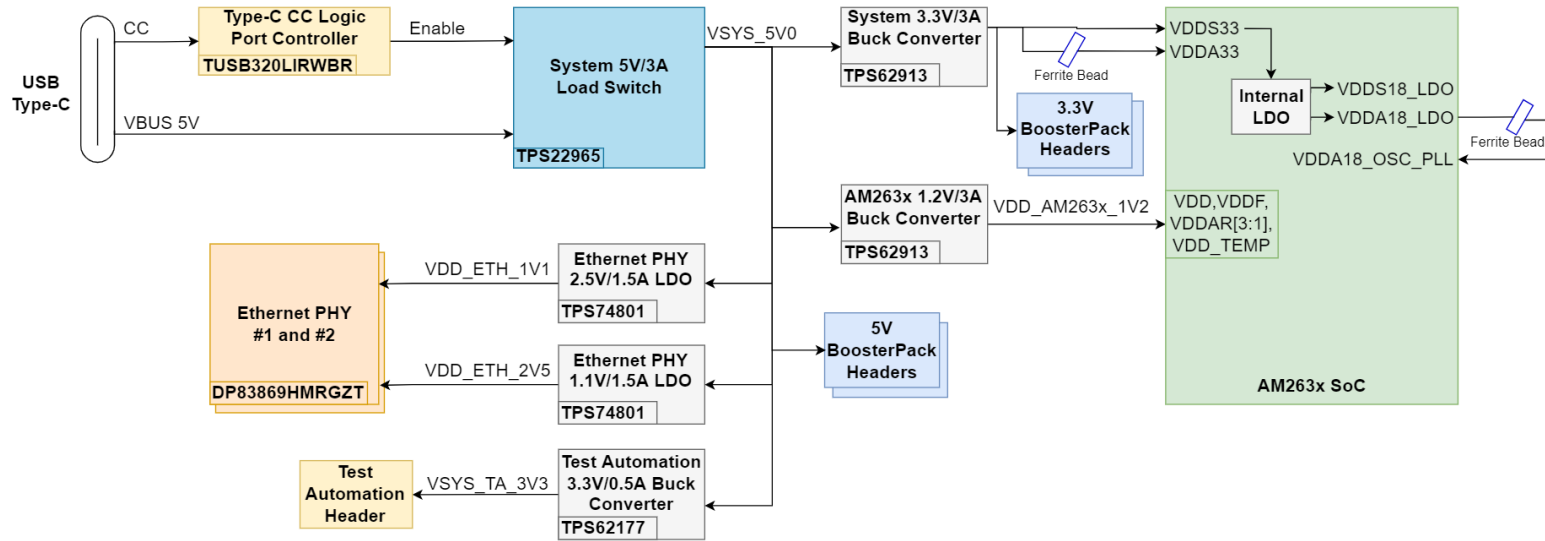 USB
Type-C
CC
VBUS 5V
Type-C CC Logic
Port Controller
TUSB320LIRWBR
Enable
System 5V/3A
Load Switch
TPS22965
VSYS_5V0
System 3.3V/3A
Buck Converter
TPS62913
Ferrite Bead
3.3V
BoosterPack
Headers
VDDS33
VDDA33
Internal
LDO
VDDS18_LDO
VDDA18_LDO
VDDA18_OSC_PLL
Ferrite Bead
AM263x 1.2V/3A
Buck Converter
TPS62913
VDD_AM263x_1V2
VDD,VDDF,
VDDAR[3:1],
VDD_TEMP
AM263x SoC
Ethernet PHY
#1 and #2
DP83869HMRGZT
VDD_ETH_1V1
Ethernet PHY
2.5V/1.5A LDO
TPS74801
VDD_ETH_2V5
Ethernet PHY
1.1V/1.5A LDO
TPS74801
5V
BoosterPack
Headers
Test
Automation
Header
VSYS_TA_3V3
Test Automation
3.3V/0.5A Buck
Converter
TPS62177